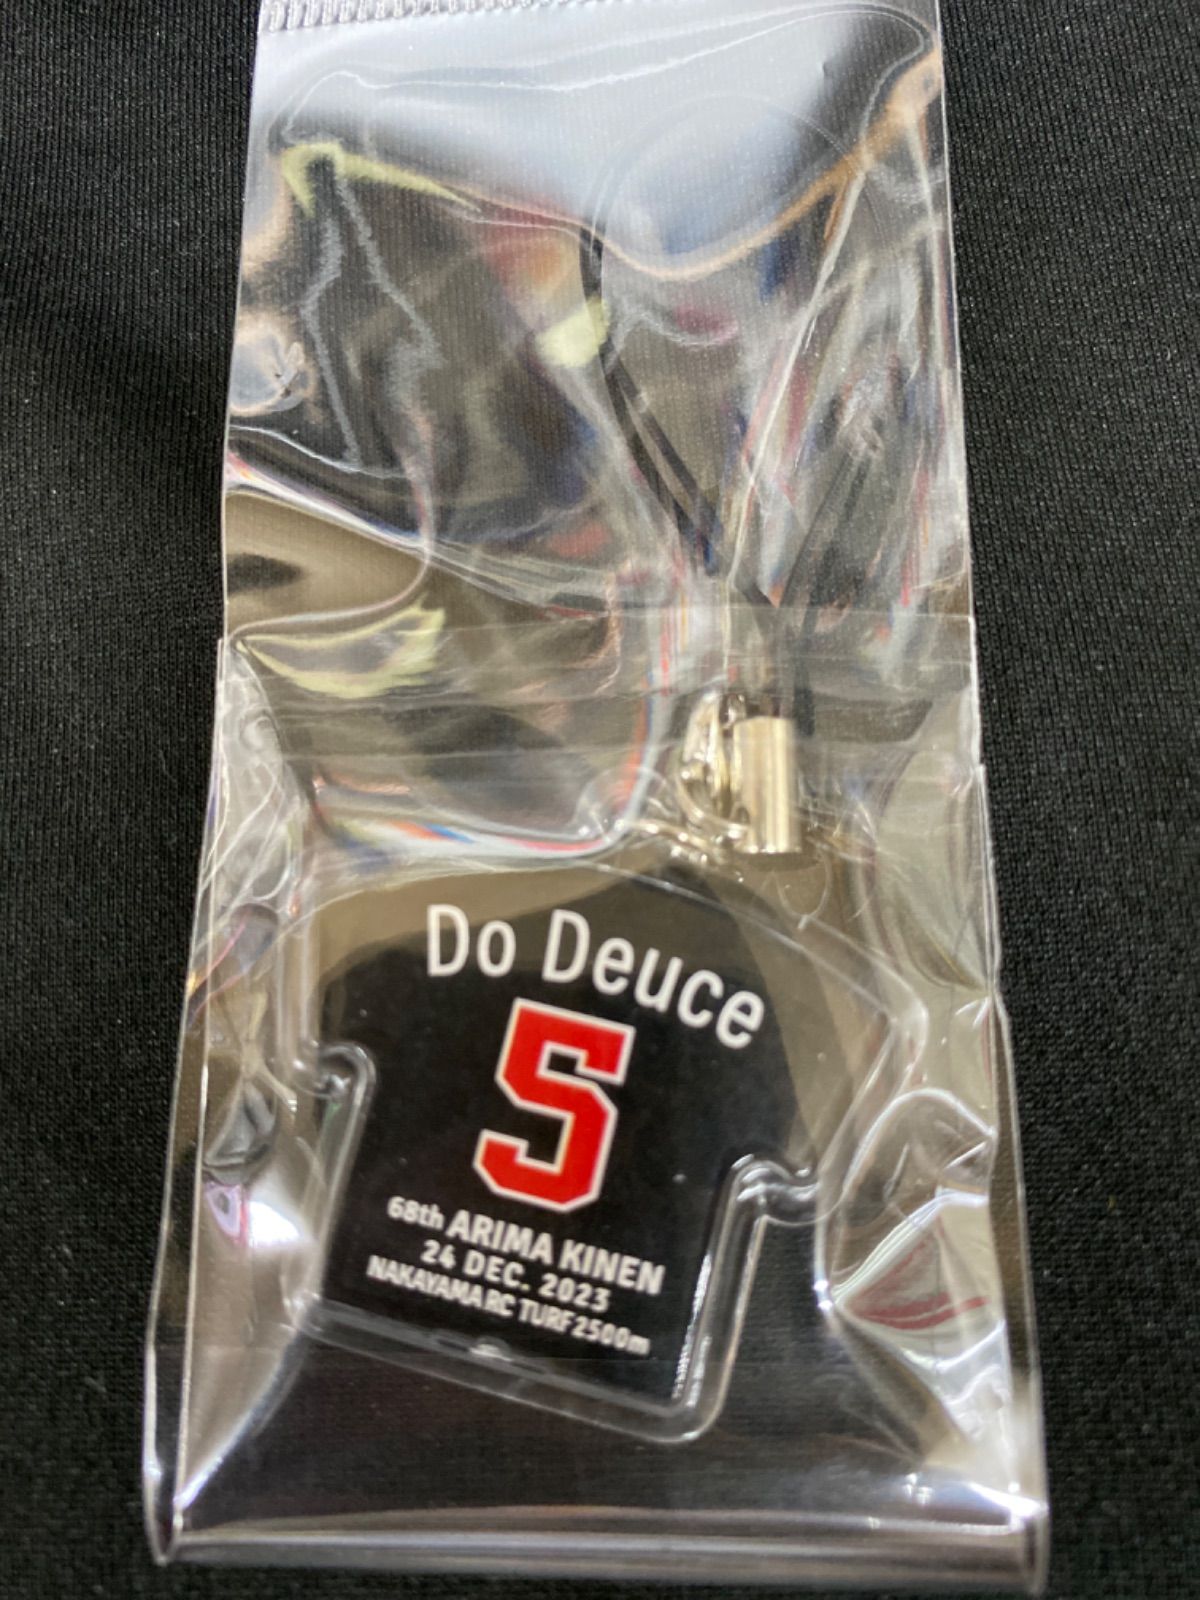 Do Deuce
5
68th ARIMA KINEN
24 DEC. 2023
NAKAYAMA RC TURF 2500m